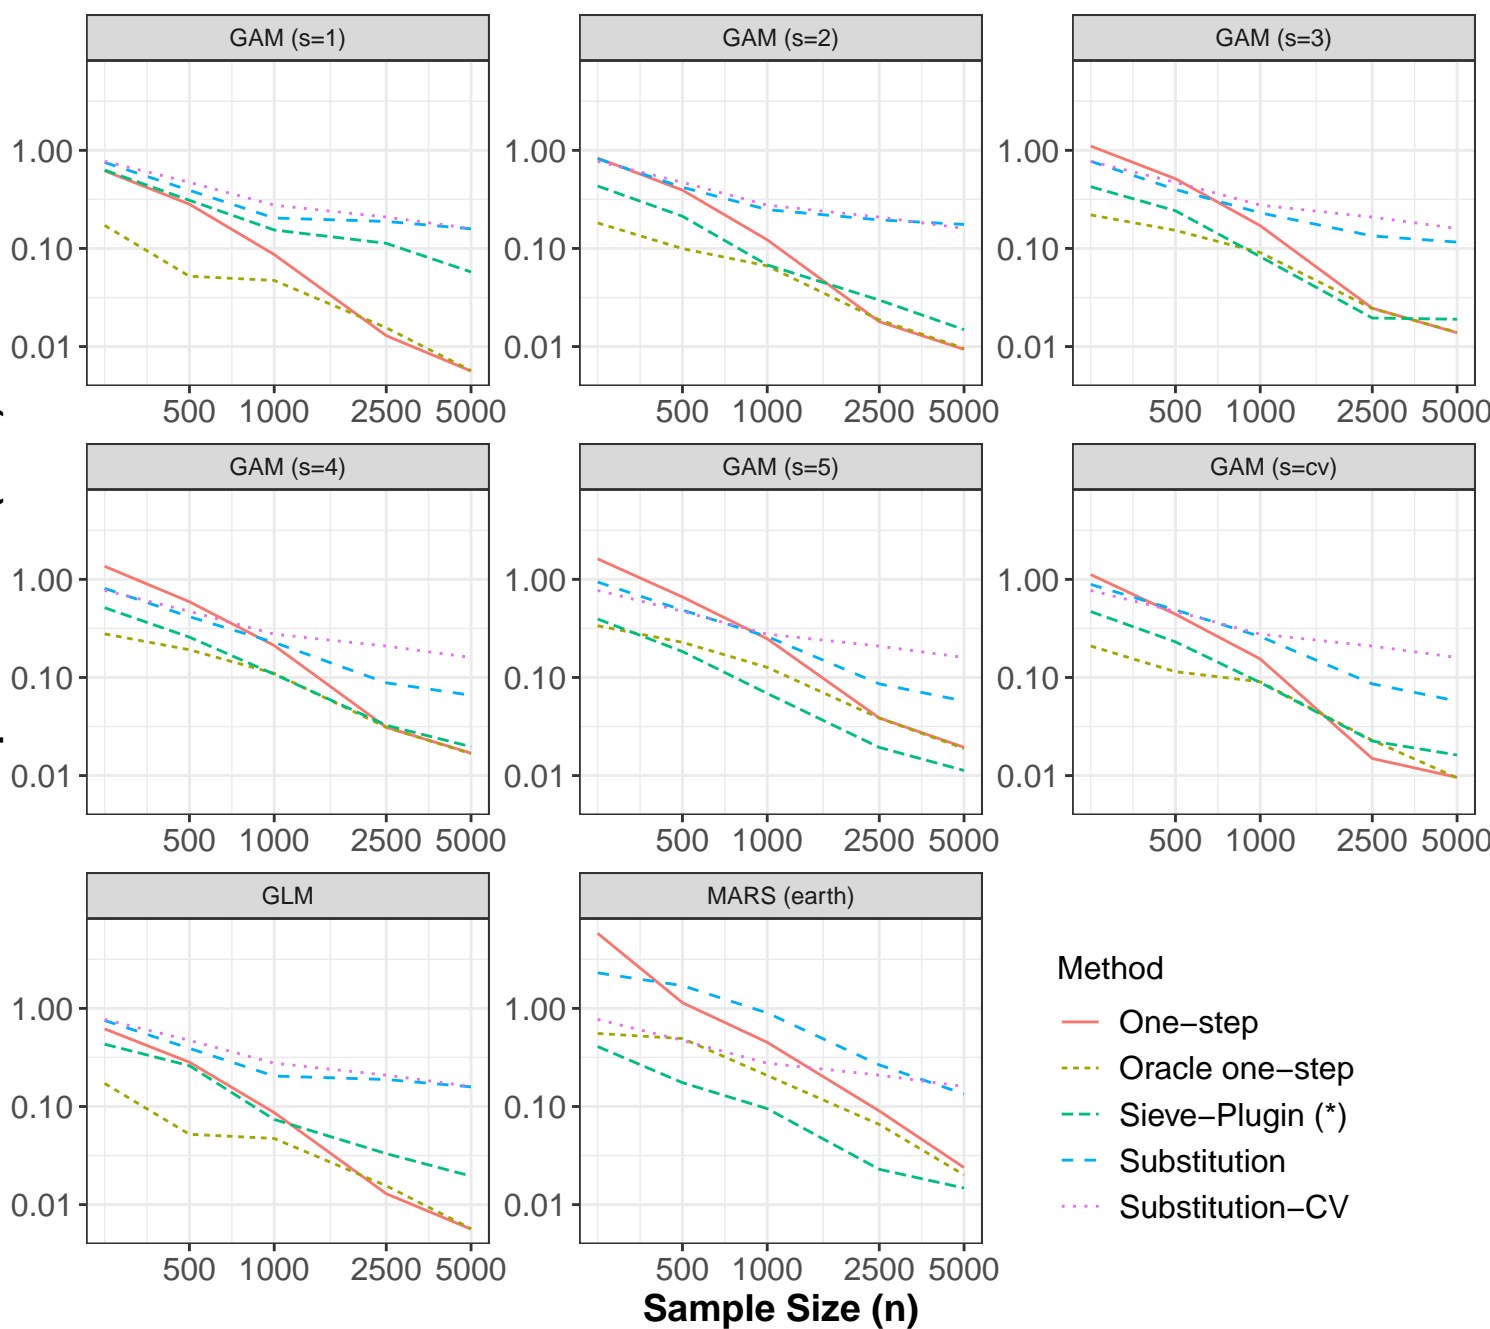 GAM (s=1)
GAM (s=2)
GAM (s=3)
1.00
0.10
0.01
1.00
0.10
0.01
1.00
0.10
0.01
500 1000 2500 5000
500 1000 2500 5000
500 1000 2500 5000
GAM (s=4)
GAM (s=5)
GAM (s=cv)
1.00
0.10
0.01
1.00
0.10
0.01
1.00
0.10
0.01
500 1000 2500 5000
500 1000 2500 5000
500 1000 2500 5000
GLM
MARS (earth)
1.00
0.10
0.01
1.00
0.10
0.01
500 1000 2500 5000
500 1000 2500 5000
Sample Size (n)
Method
One−step
Oracle one−step
Sieve−Plugin (*)
Substitution
Substitution−CV